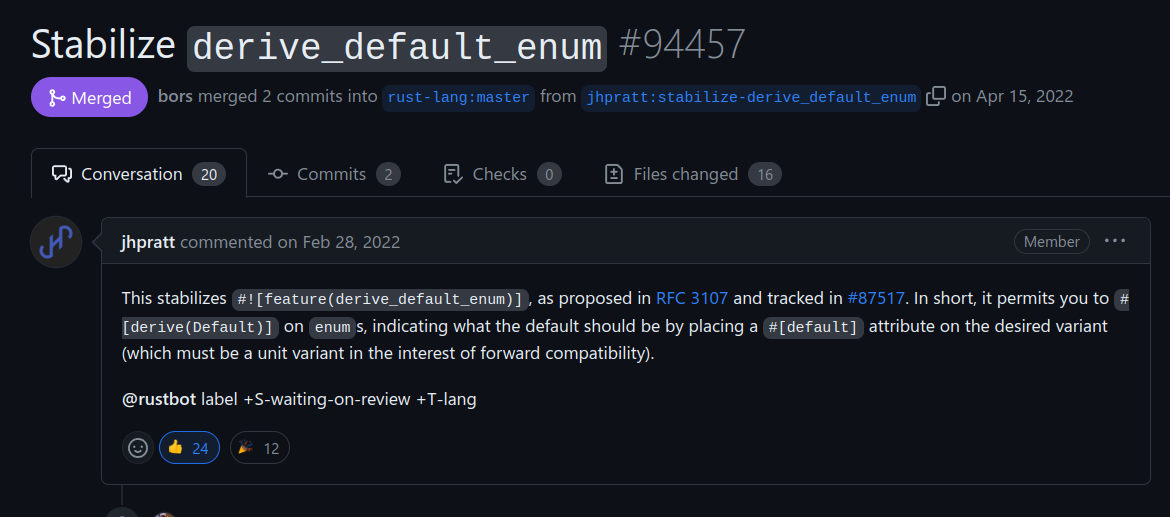 Stabilize derive_default_enum #94457
Merged bors merged 2 commits into rust-lang:master from jhpratt:stabilize-derive_default_enum on Apr 15, 2022
Conversation 20 Commits 2 Checks 0 Files changed 16
jhpratt commented on Feb 28, 2022 Member
This stabilizes #![feature(derive_default_enum)], as proposed in RFC 3107 and tracked in #87517. In short, it permits you to #
[derive(Default)] on enums, indicating what the default should be by placing a #[default] attribute on the desired variant
(which must be a unit variant in the interest of forward compatibility).
@rustbot label +S-waiting-on-review +T-lang
24 12